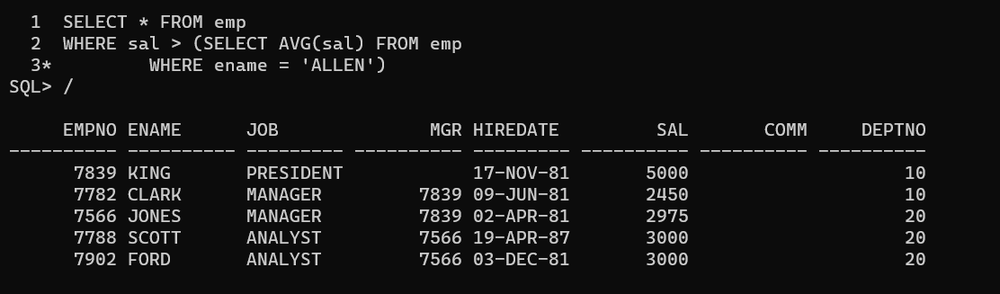 1  SELECT * FROM emp
  2  WHERE sal > (SELECT AVG(sal) FROM emp
  3*         WHERE ename = 'ALLEN')
SQL> /
     EMPNO ENAME      JOB              MGR HIREDATE         SAL       COMM     DEPTNO
---------- ---------- --------- ---------- --------- ---------- ---------- ----------
      7839 KING       PRESIDENT            17-NOV-81       5000                    10
      7782 CLARK      MANAGER         7839 09-JUN-81       2450                    10
      7566 JONES      MANAGER         7839 02-APR-81       2975                    20
      7788 SCOTT      ANALYST         7566 19-APR-87       3000                    20
      7902 FORD       ANALYST         7566 03-DEC-81       3000                    20